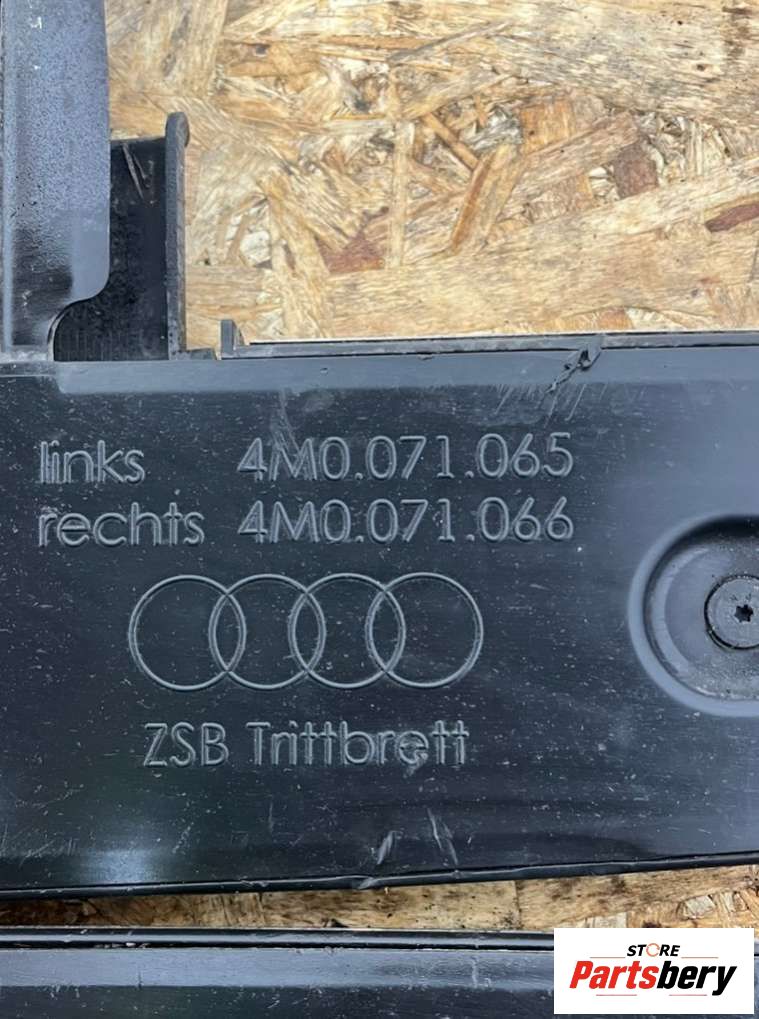 links 4M0.071.065
rechts 4M0.071.066
ZSB Trittbrett
STORE
Partsbery